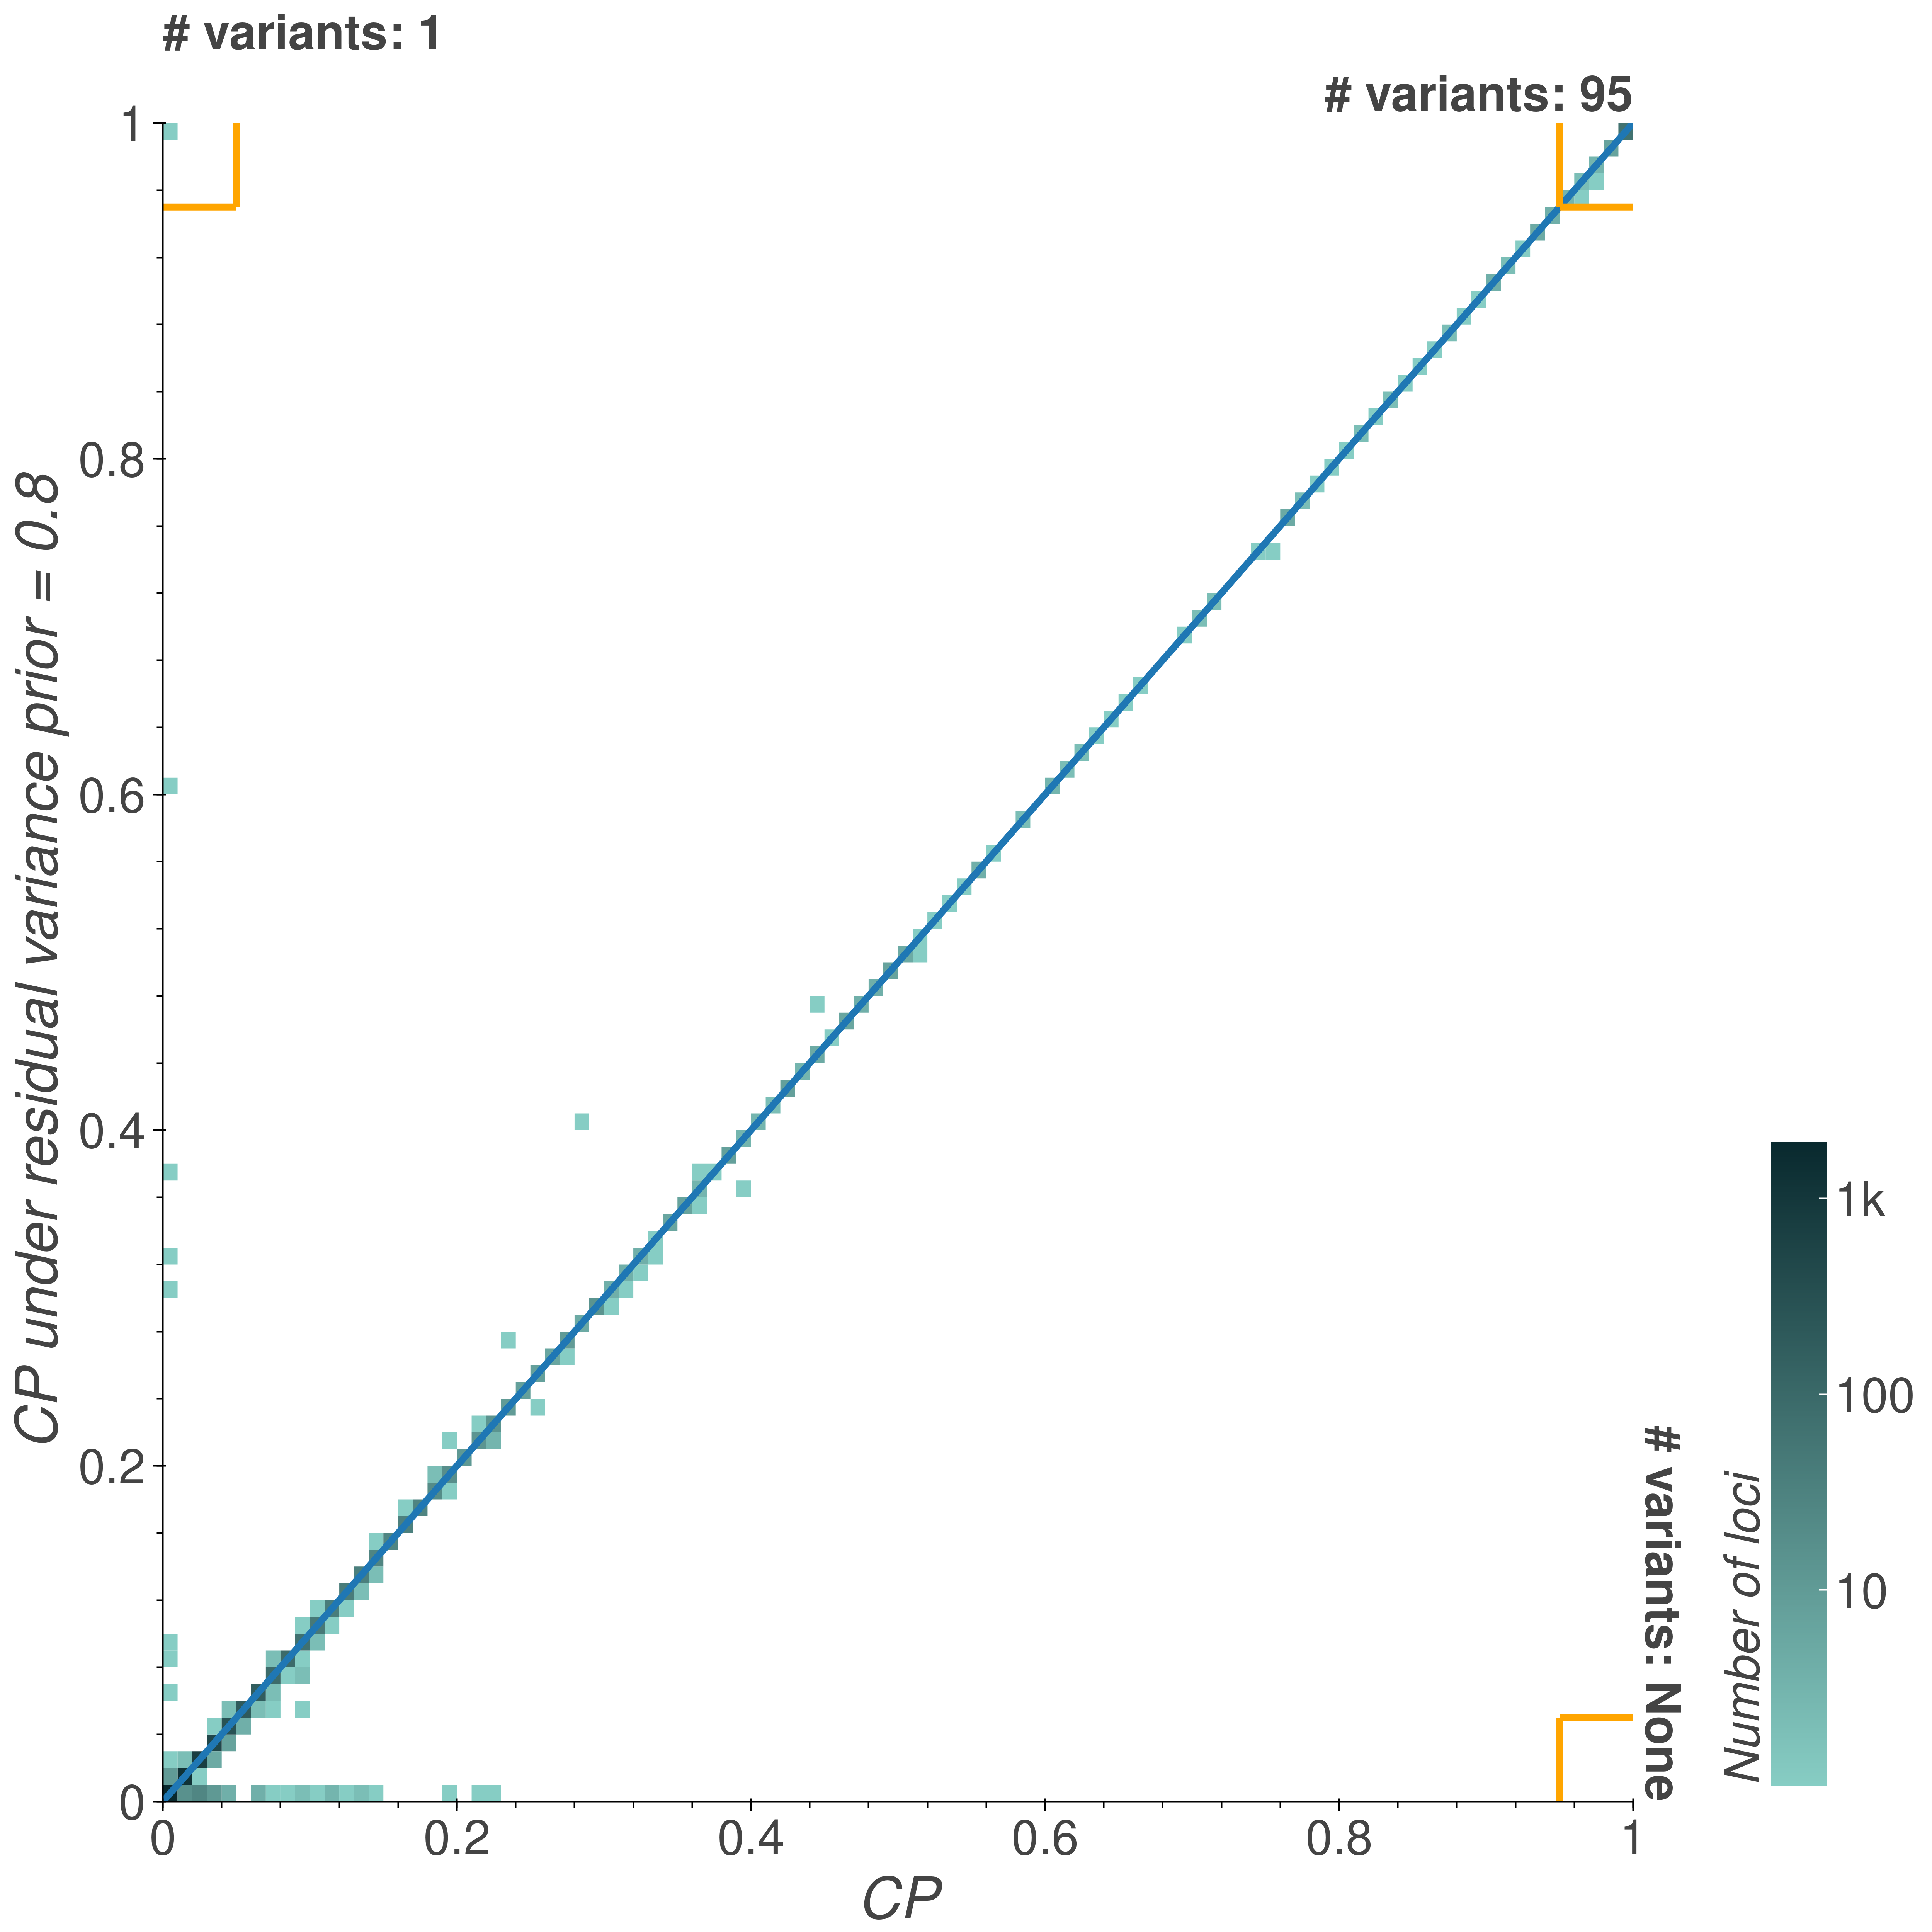 # variants: 1
# variants: 95
CP under residual variance prior = 0.8
1
0.8
0.6
0.4
0.2
0
0
0.2
0.4
0.6
0.8
1
CP
# variants: None
Number of loci
1k
100
10